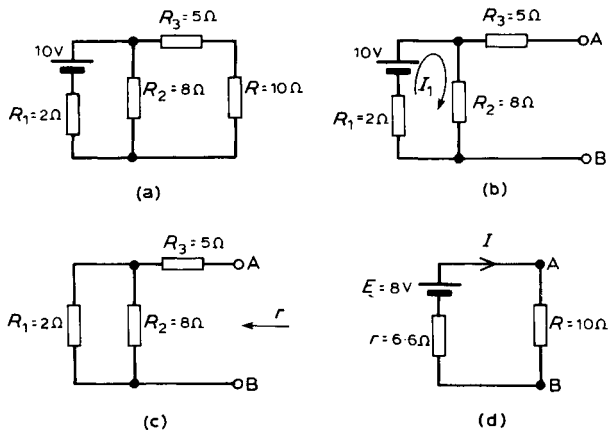 R3=5Ω
10V
R2=8Ω
R=10Ω
R1=2Ω
(a)
R3=5Ω
A
10V
I1
R2=8Ω
R1=2Ω
B
(b)
R3=5Ω
A
R1=2Ω
R2=8Ω
r
B
(c)
I
A
E=8V
R=10Ω
r=6·6Ω
B
(d)